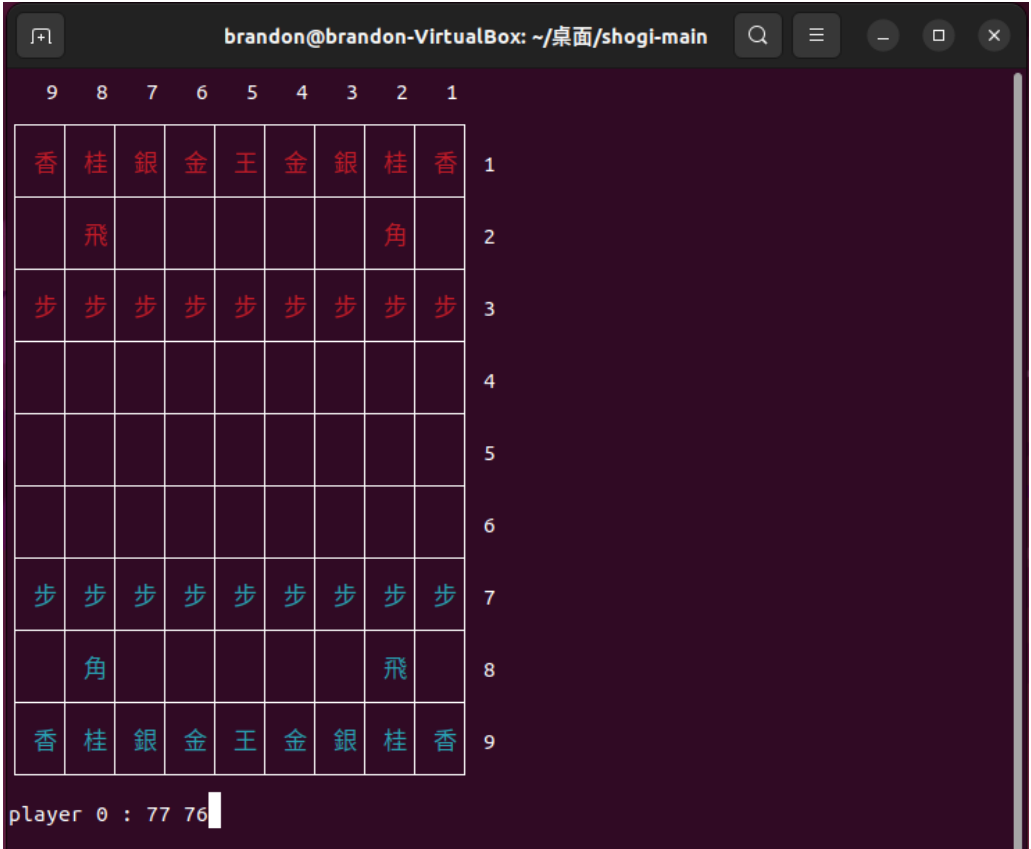 brandon@brandon-VirtualBox: ~/桌面/shogi-main
9 8 7 6 5 4 3 2 1
香 桂 銀 金 王 金 銀 桂 香 1
飛 角 2
步 步 步 步 步 步 步 步 步 3
4
5
6
步 步 步 步 步 步 步 步 步 7
角 飛 8
香 桂 銀 金 王 金 銀 桂 香 9
player 0 : 77 76